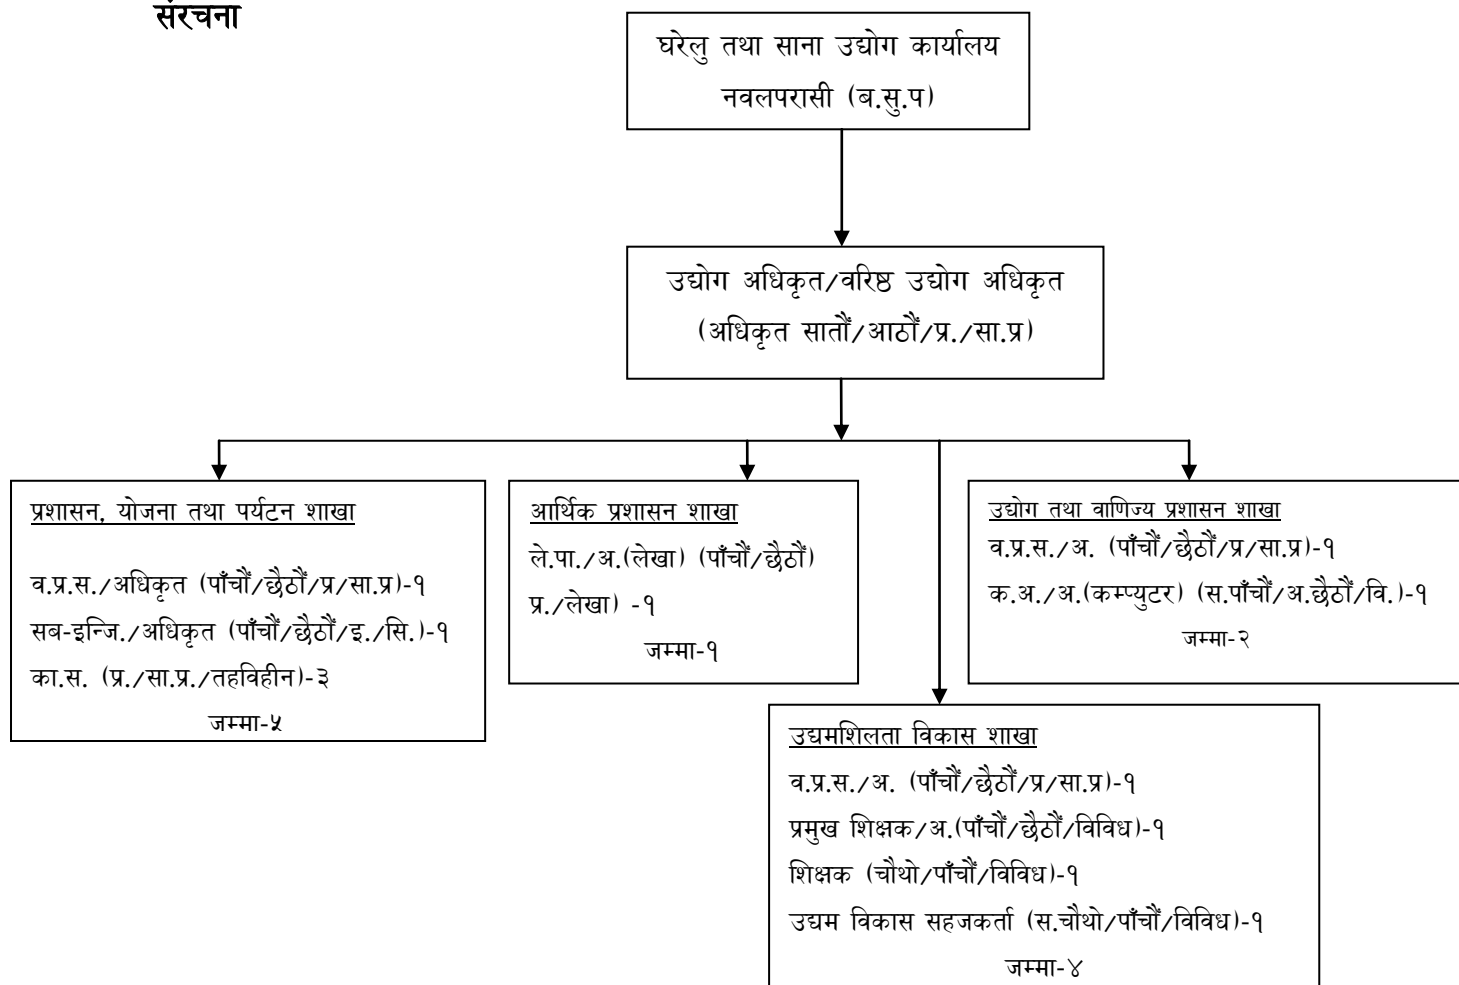 संरचना
घरेलु तथा साना उद्योग कार्यालय
नवलपरासी (ब.सु.प)
उद्योग अधिकृत/वरिष्ठ उद्योग अधिकृत
(अधिकृत सातौं/आठौं/प्र./सा.प्र)
प्रशासन, योजना तथा पर्यटन शाखा
व.प्र.स./अधिकृत (पाँचौं/छैठौं/प्र/सा.प्र)-१
सब-इन्जि./अधिकृत (पाँचौं/छैठौं/इ./सि.)-१
का.स. (प्र./सा.प्र./तहविहीन)-३
जम्मा-५
आर्थिक प्रशासन शाखा
ले.पा./अ.(लेखा) (पाँचौं/छैठौं)
प्र./लेखा) -१
जम्मा-१
उद्योग तथा वाणिज्य प्रशासन शाखा
व.प्र.स./अ. (पाँचौं/छैठौं/प्र/सा.प्र)-१
क.अ./अ.(कम्प्युटर) (स.पाँचौं/अ.छैठौं/वि.)-१
जम्मा-२
उद्यमशिलता विकास शाखा
व.प्र.स./अ. (पाँचौं/छैठौं/प्र/सा.प्र)-१
प्रमुख शिक्षक/अ.(पाँचौं/छैठौं/विविध)-१
शिक्षक (चौथो/पाँचौं/विविध)-१
उद्यम विकास सहजकर्ता (स.चौथो/पाँचौं/विविध)-१
जम्मा-४